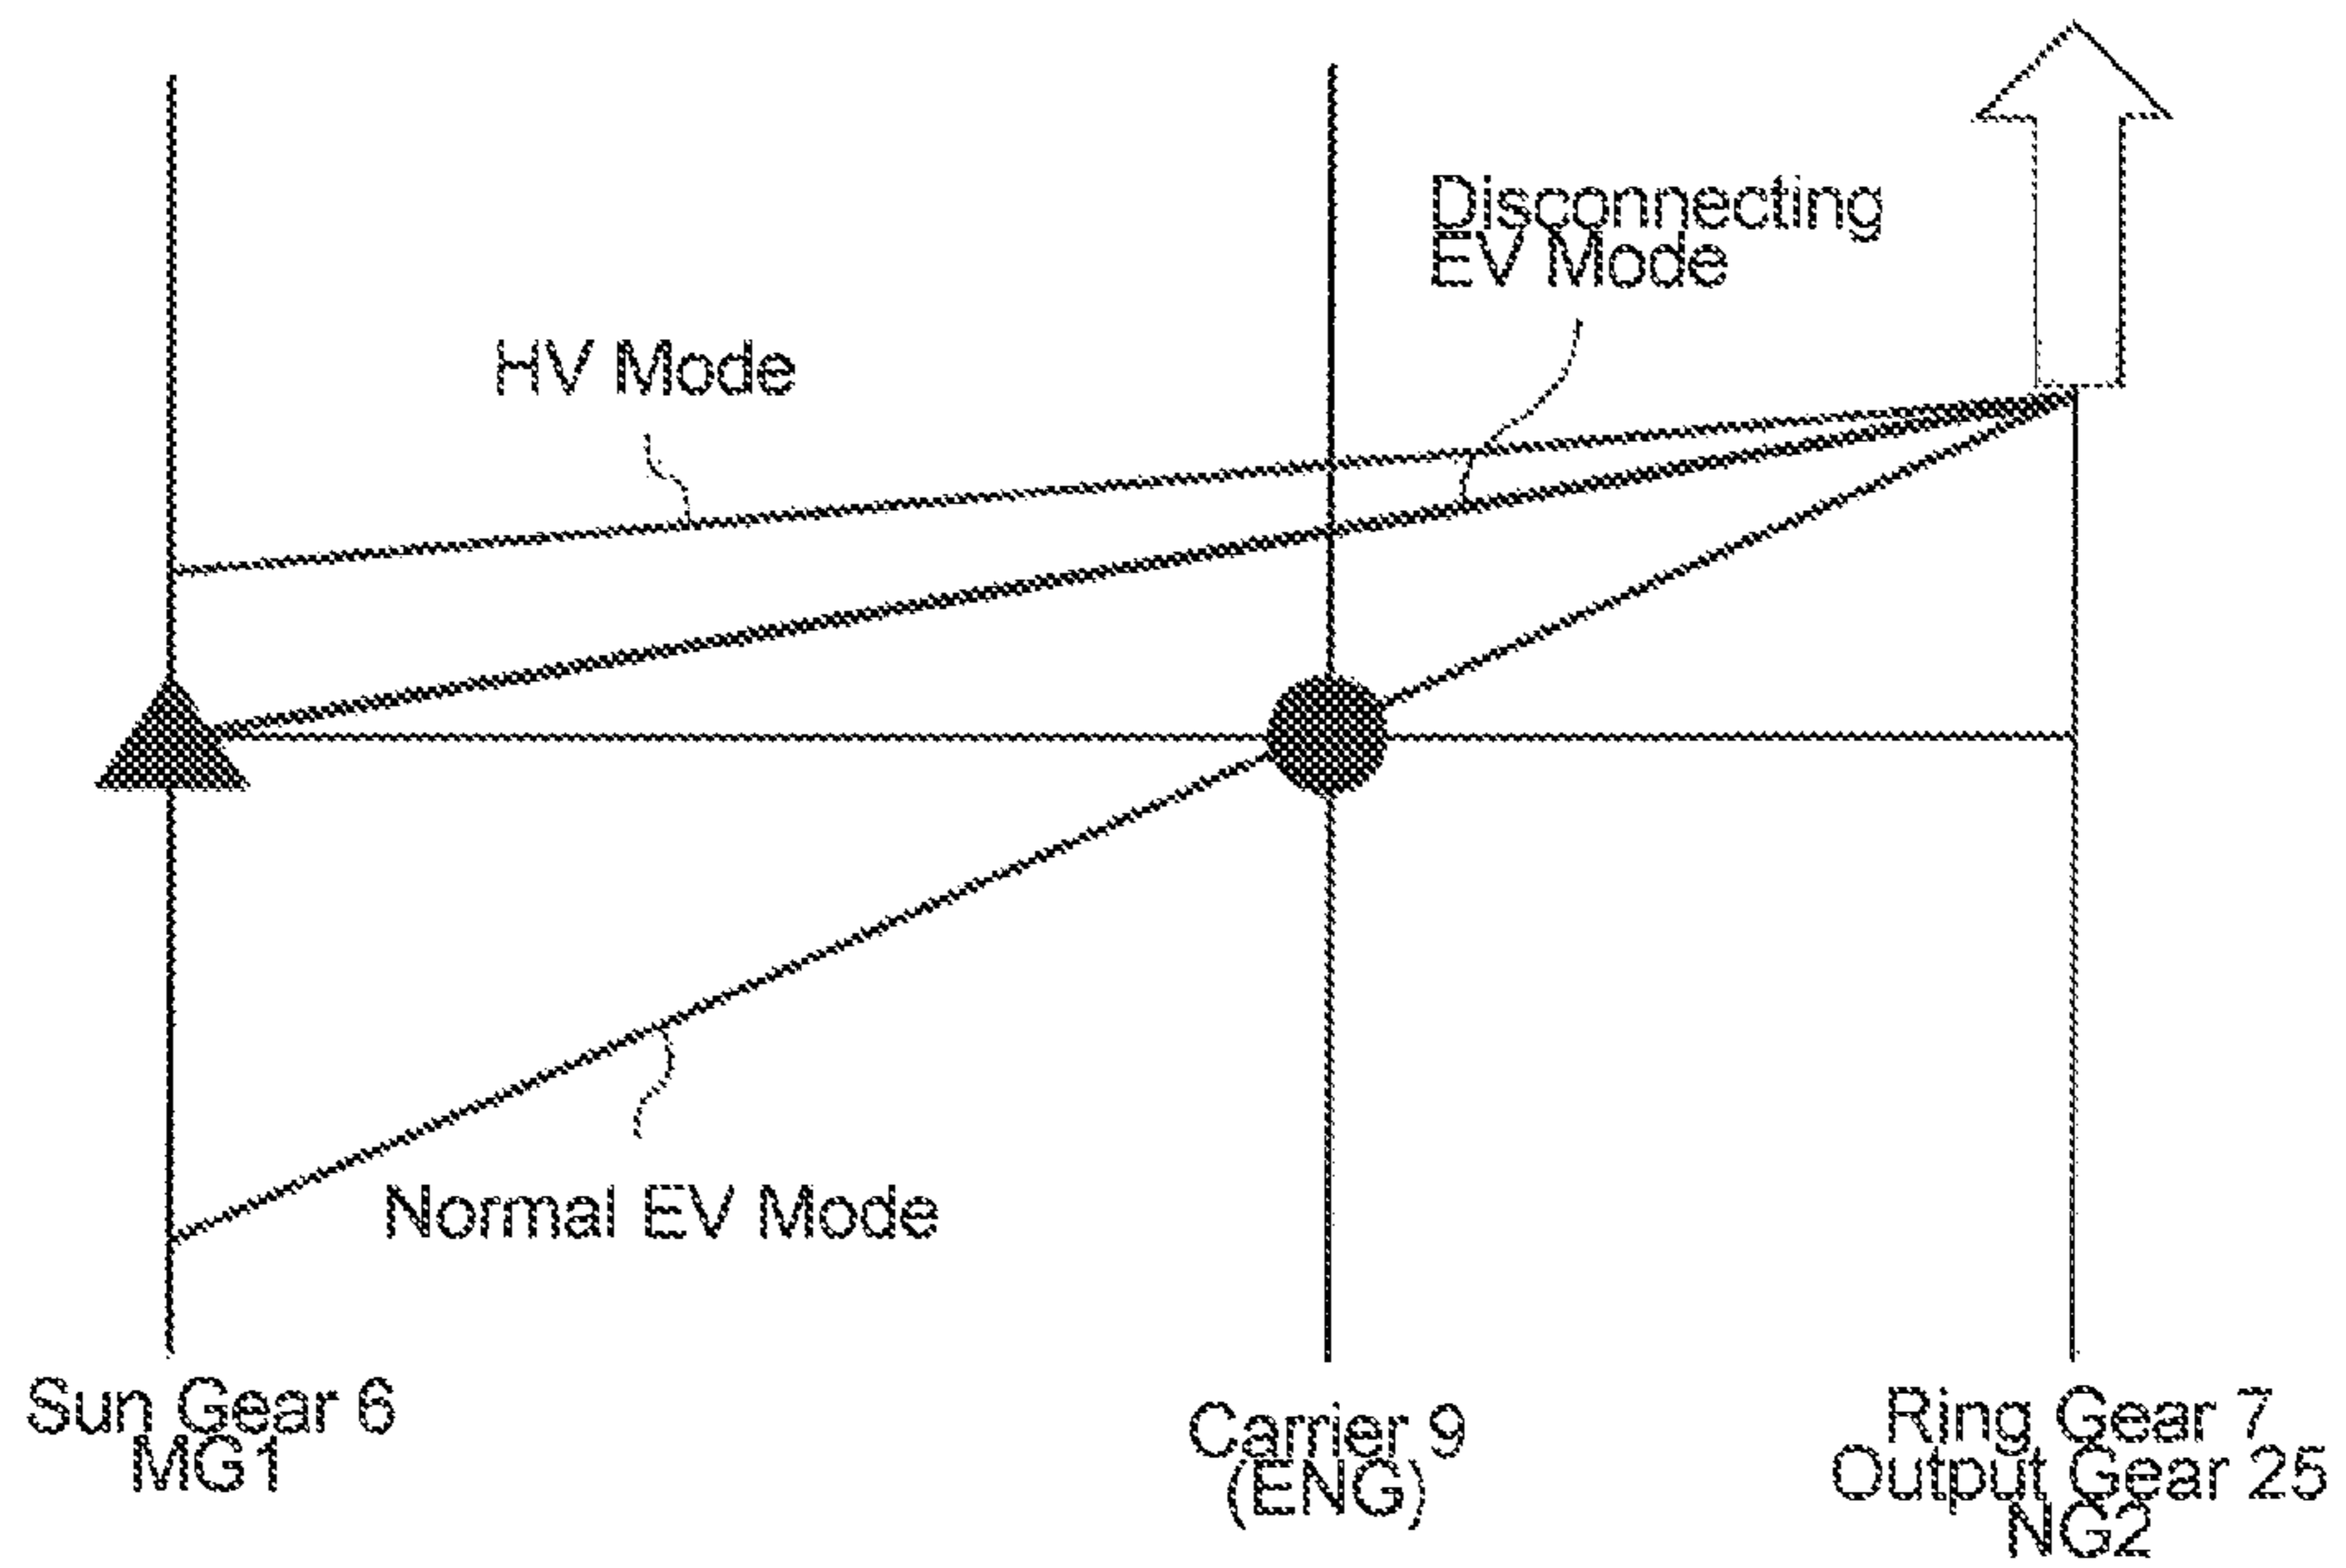 Disconnecting
EV Mode
HV Mode
Normal EV Mode
Sun Gear 6
MG1
Carrier 9
(ENG)
Ring Gear 7
Output Gear 25
NG2